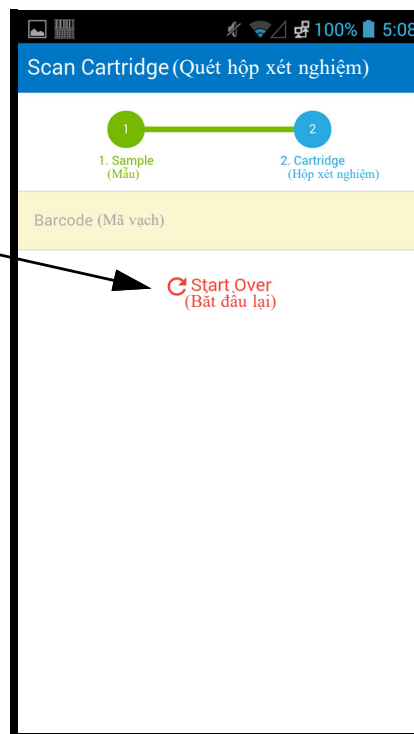 100% 5:08
Scan Cartridge (Quét hộp xét nghiệm)
1 2
1. Sample 2. Cartridge
(Mẫu) (Hộp xét nghiệm)
Barcode (Mã vạch)
Start Over
(Bắt đầu lại)